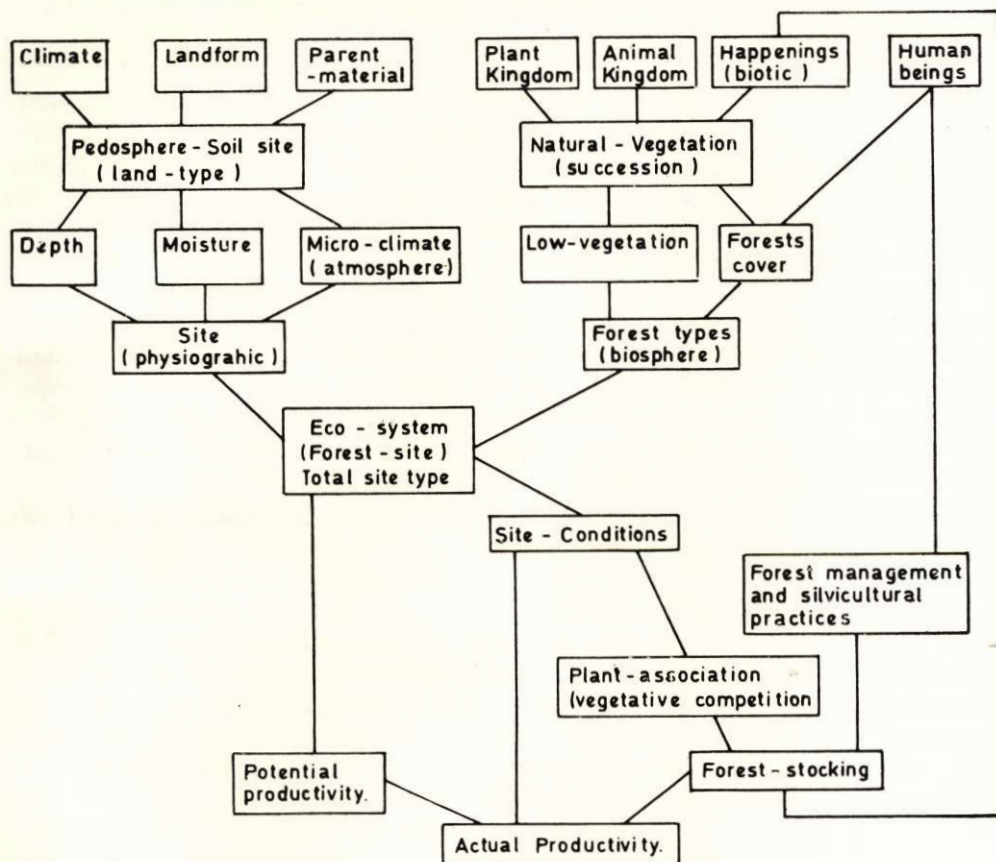 Climate
Landform
Parent
-material
Plant
Kingdom
Animal
Kingdom
Happenings
(biotic)
Human
beings
Pedosphere-Soil site
(land-type)
Natural-Vegetation
(succession)
Depth
Moisture
Micro-climate
(atmosphere)
Low-vegetation
Forests
cover
Site
(physiograhic)
Forest types
(biosphere)
Eco-system
(Forest-site)
Total site type
Site-Conditions
Forest management
and silvicultural
practices
Plant-association
(vegetative competition
Potential
productivity.
Forest-stocking
Actual Productivity.